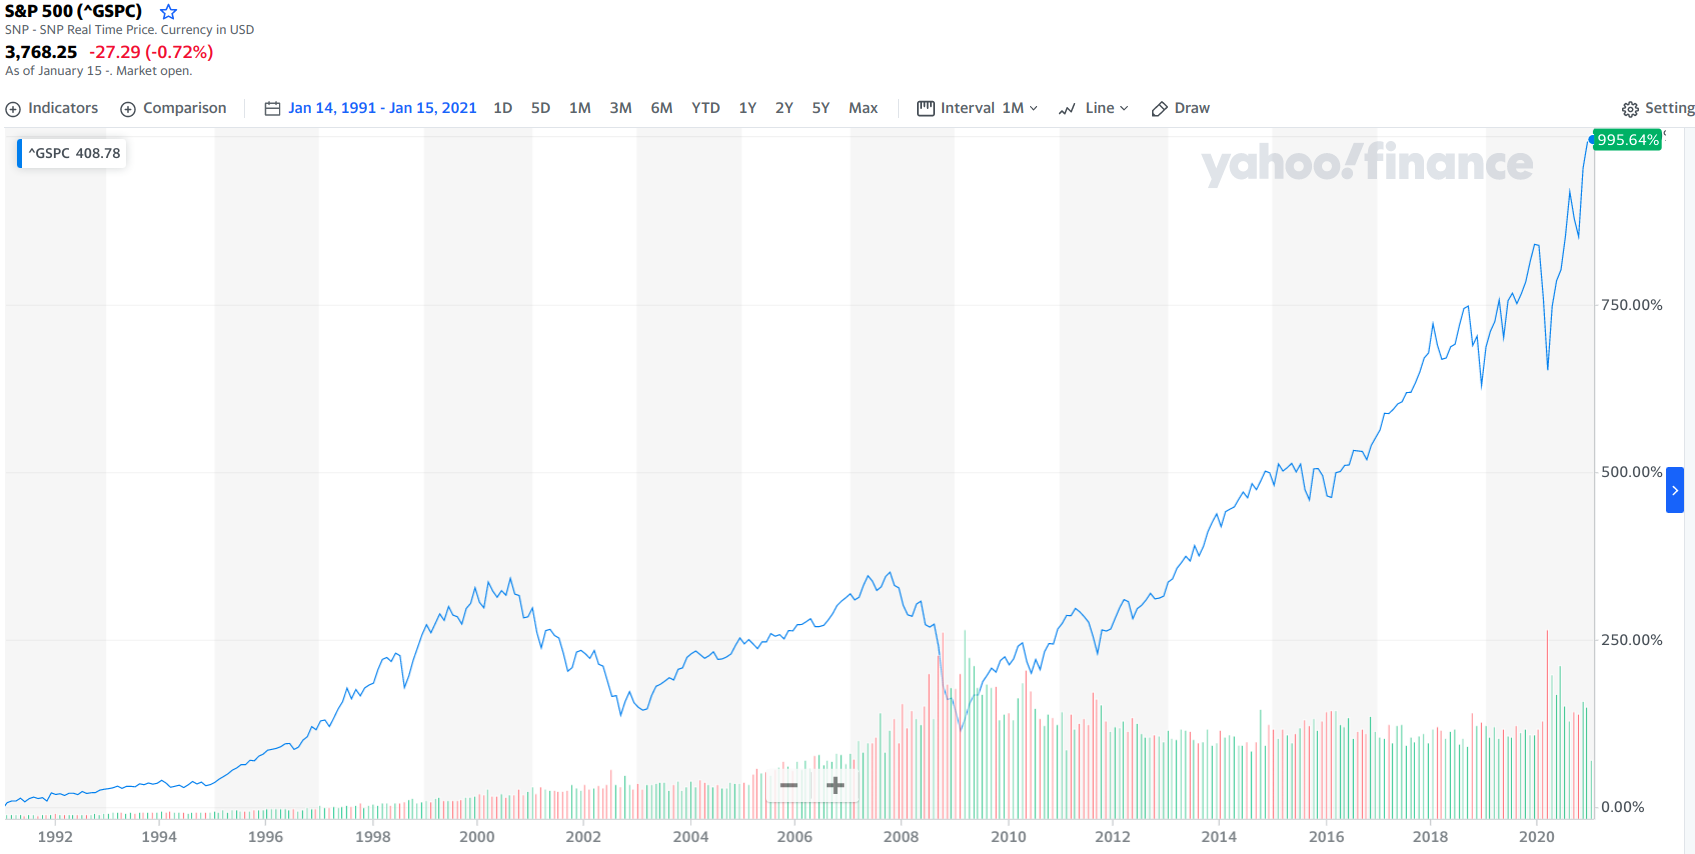 S&P 500 (^GSPC)
SNP - SNP Real Time Price. Currency in USD
3,768.25 -27.29 (-0.72%)
As of January 15 -. Market open.
Indicators Comparison Jan 14, 1991 - Jan 15, 2021 1D 5D 1M 3M 6M YTD 1Y 2Y 5Y Max Interval 1M Line Draw Setting
^GSPC 408.78
yahoo!finance
995.64%
750.00%
500.00%
250.00%
0.00%
1992 1994 1996 1998 2000 2002 2004 2006 2008 2010 2012 2014 2016 2018 2020